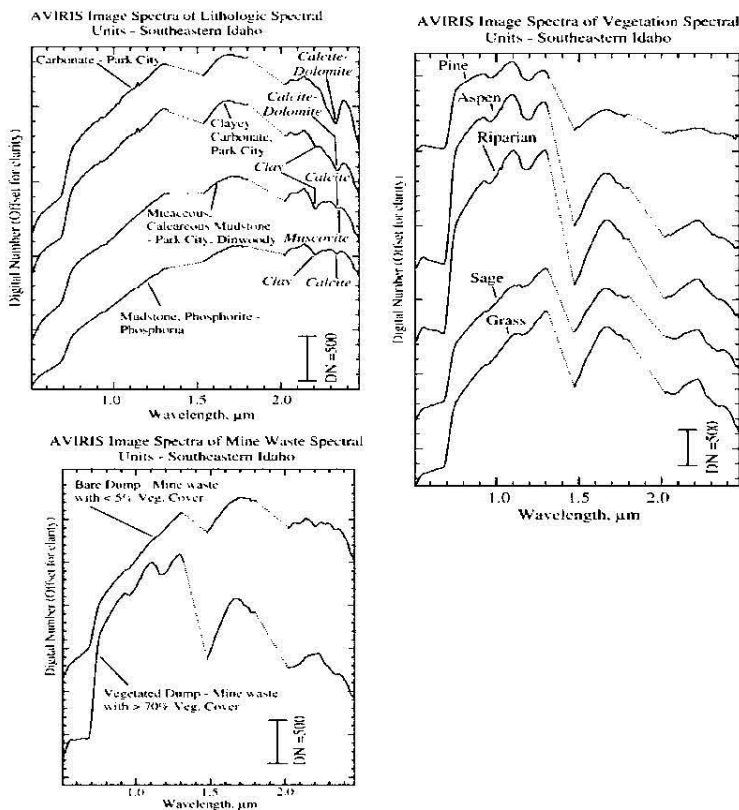 AVIRIS Image Spectra of Lithologic Spectral
Units - Southeastern Idaho
Carbonate - Park City
Calcite-
Dolomite
Calcite-
Dolomite
Clayey
Carbonate,
Park City
Clay
Calcite
Micaceous,
Calcareous Mudstone
- Park City, Dinwoody
Muscovite
Clay
Calcite
Mudstone, Phosphorite -
Phosphoria
DN =500
Digital Number (Offset for clarity)
1.0
1.5
2.0
Wavelength, μm
AVIRIS Image Spectra of Vegetation Spectral
Units - Southeastern Idaho
Pine
Aspen
Riparian
Sage
Grass
DN =500
Digital Number (Offset for clarity)
1.0
1.5
2.0
Wavelength, μm
AVIRIS Image Spectra of Mine Waste Spectral
Units - Southeastern Idaho
Bare Dump - Mine waste
with < 5% Veg. Cover
Vegetated Dump - Mine waste
with > 70% Veg. Cover
DN =500
Digital Number (Offset for clarity)
1.0
1.5
2.0
Wavelength, μm